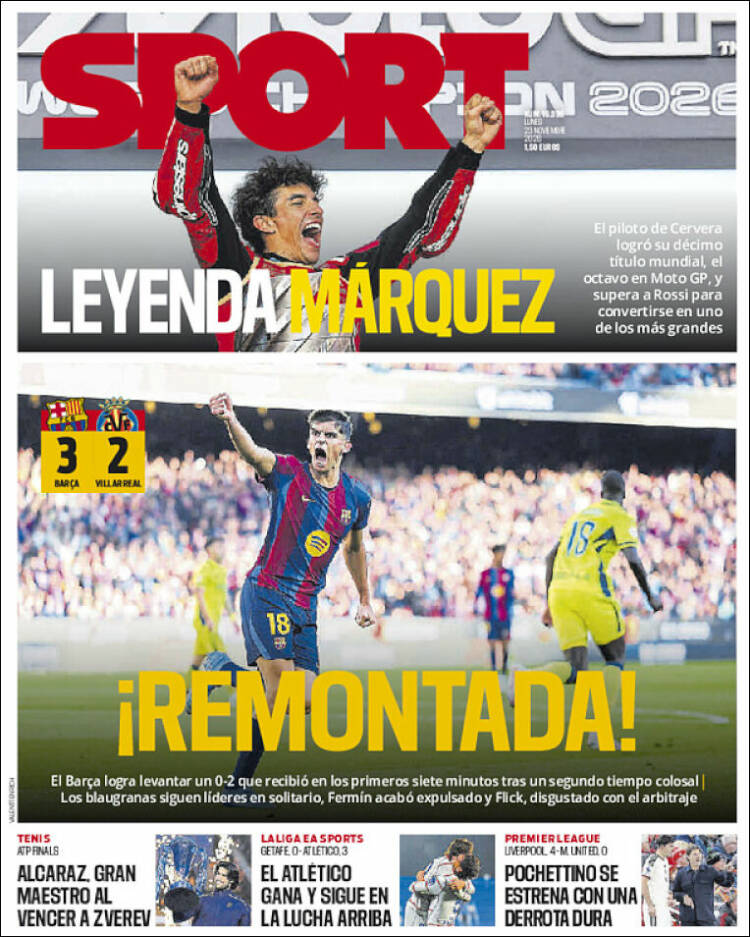 WORLD CHAMPION 2026
SPORT
LUNES
23 NOVIEMBRE
2026
1,50 EUROS
El piloto de Cervera
logró su décimo
título mundial, el
octavo en Moto GP, y
supera a Rossi para
convertirse en uno
de los más grandes
LEYENDA MÁRQUEZ
3 2
BARÇA VILLARREAL
18
18
¡REMONTADA!
El Barça logra levantar un 0-2 que recibió en los primeros siete minutos tras un segundo tiempo colosal |
Los blaugranas siguen líderes en solitario, Fermín acabó expulsado y Flick, disgustado con el arbitraje
TENIS
ATP FINALS
ALCARAZ, GRAN
MAESTRO AL
VENCER A ZVEREV
LALIGA EA SPORTS
GETAFE, 0- ATLÉTICO, 3
EL ATLÉTICO
GANA Y SIGUE EN
LA LUCHA ARRIBA
PREMIER LEAGUE
LIVERPOOL, 4- M. UNITED, 0
POCHETTINO SE
ESTRENA CON UNA
DERROTA DURA